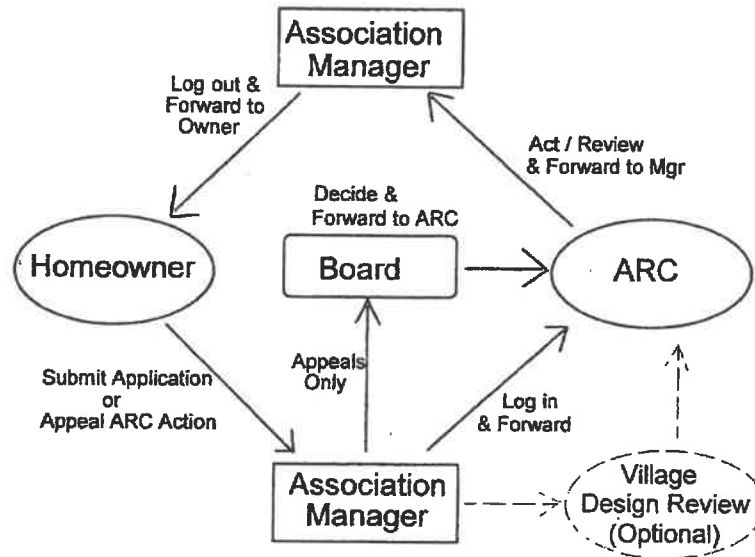 Association
Manager
Log out &
Forward to
Owner
Act / Review
& Forward to Mgr
Decide &
Forward to ARC
Homeowner
Board
ARC
Submit Application
or
Appeal ARC Action
Appeals
Only
Log in
& Forward
Association
Manager
Village
Design Review
(Optional)